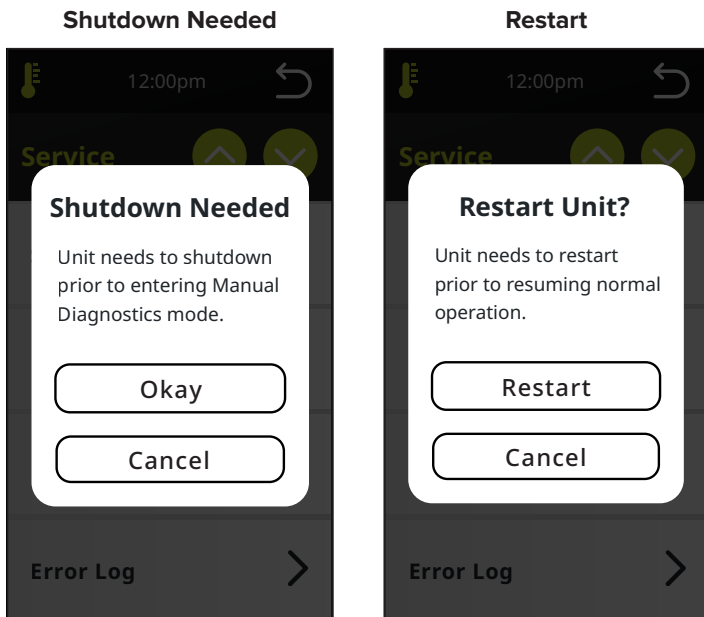 Shutdown Needed
12:00pm
Service
Shutdown Needed
Unit needs to shutdown
prior to entering Manual
Diagnostics mode.
Okay
Cancel
Error Log
Restart
12:00pm
Service
Restart Unit?
Unit needs to restart
prior to resuming normal
operation.
Restart
Cancel
Error Log